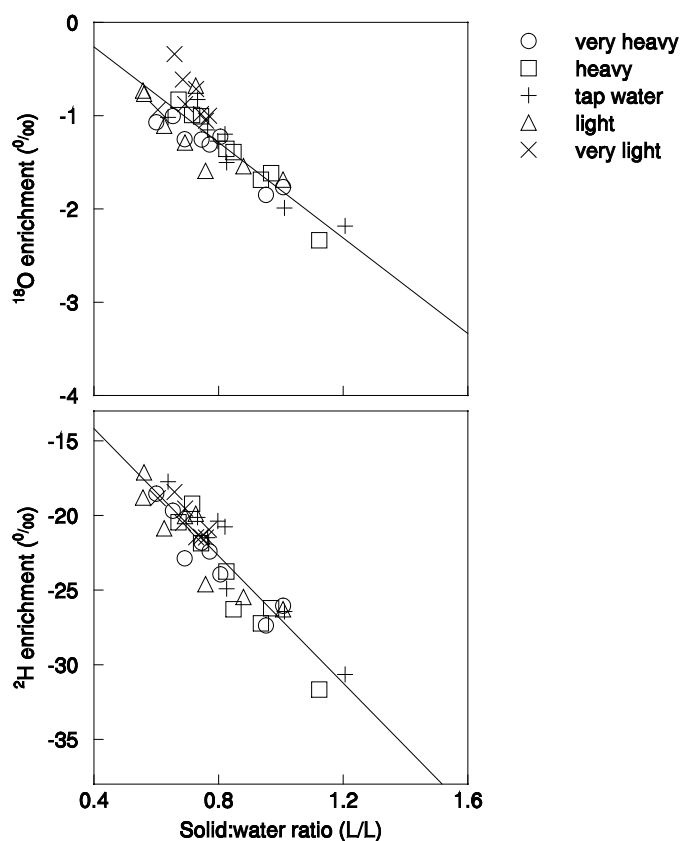 0
-1
-2
-3
-4
¹⁸O enrichment (⁰/₀₀)
very heavy
heavy
tap water
light
very light
-15
-20
-25
-30
-35
²H enrichment (⁰/₀₀)
0.4 0.8 1.2 1.6
Solid:water ratio (L/L)